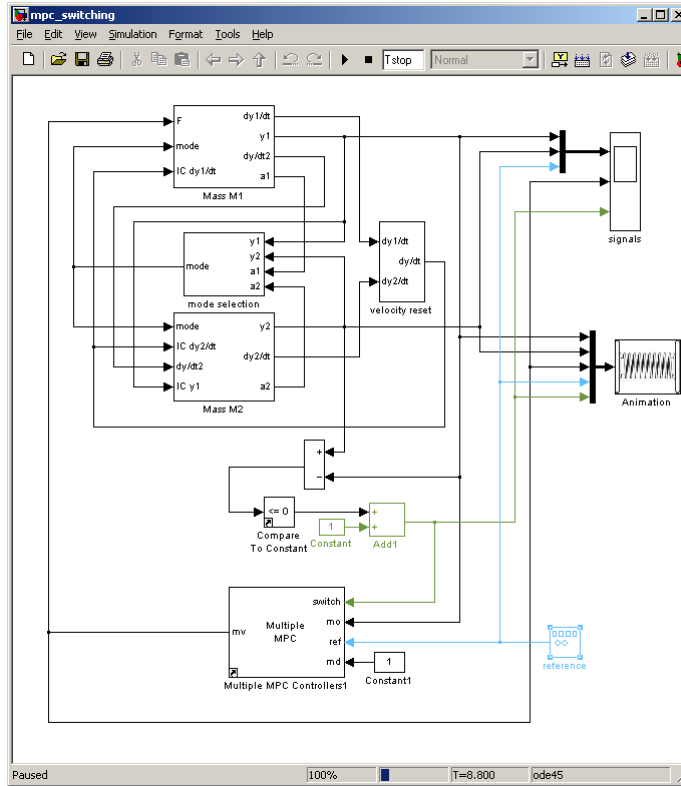 mpc_switching
File Edit View Simulation Format Tools Help
Tstop Normal
F
mode
IC dy1/dt
dy1/dt
y1
dy/dt2
a1
Mass M1
mode
y1
y2
a1
a2
mode selection
dy1/dt
dy/dt
dy2/dt
velocity reset
signals
mode
IC dy2/dt
dy/dt2
IC y1
y2
dy2/dt
a2
Mass M2
Animation
+
−
<= 0
Compare
To Constant
1
Constant
+
+
Add1
mv
Multiple
MPC
switch
mo
ref
md
Multiple MPC Controllers1
1
Constant1
reference
Paused 100% T=8.800 ode45